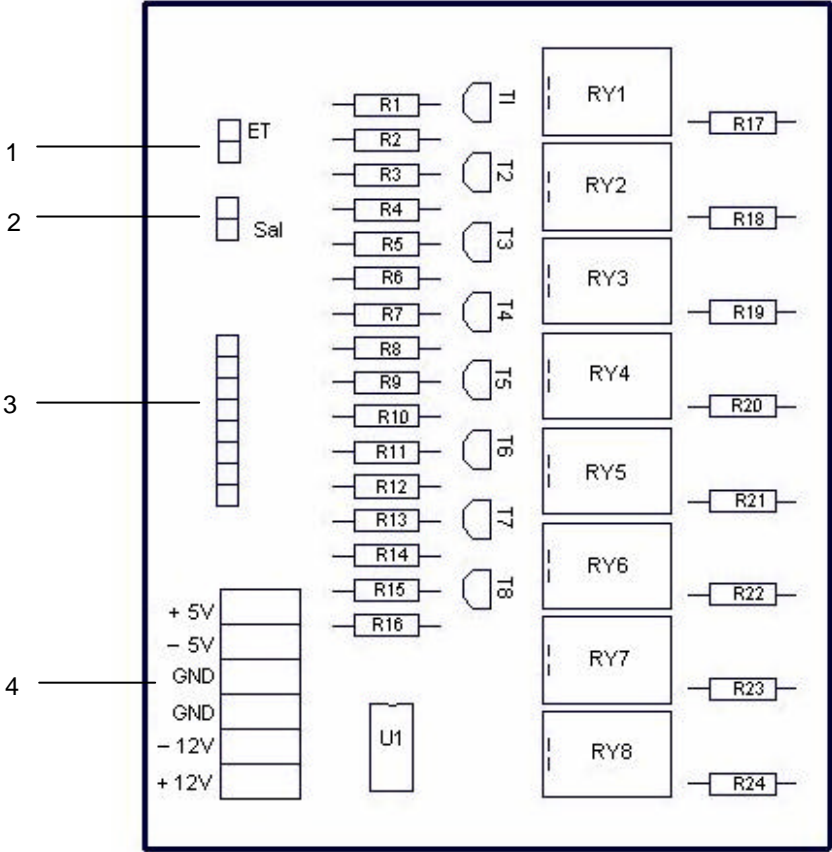 1
2
3
4
ET
Sal
+ 5V
– 5V
GND
GND
– 12V
+ 12V
R1
R2
R3
R4
R5
R6
R7
R8
R9
R10
R11
R12
R13
R14
R15
R16
U1
T1
T2
T3
T4
T5
T6
T7
T8
RY1
RY2
RY3
RY4
RY5
RY6
RY7
RY8
R17
R18
R19
R20
R21
R22
R23
R24